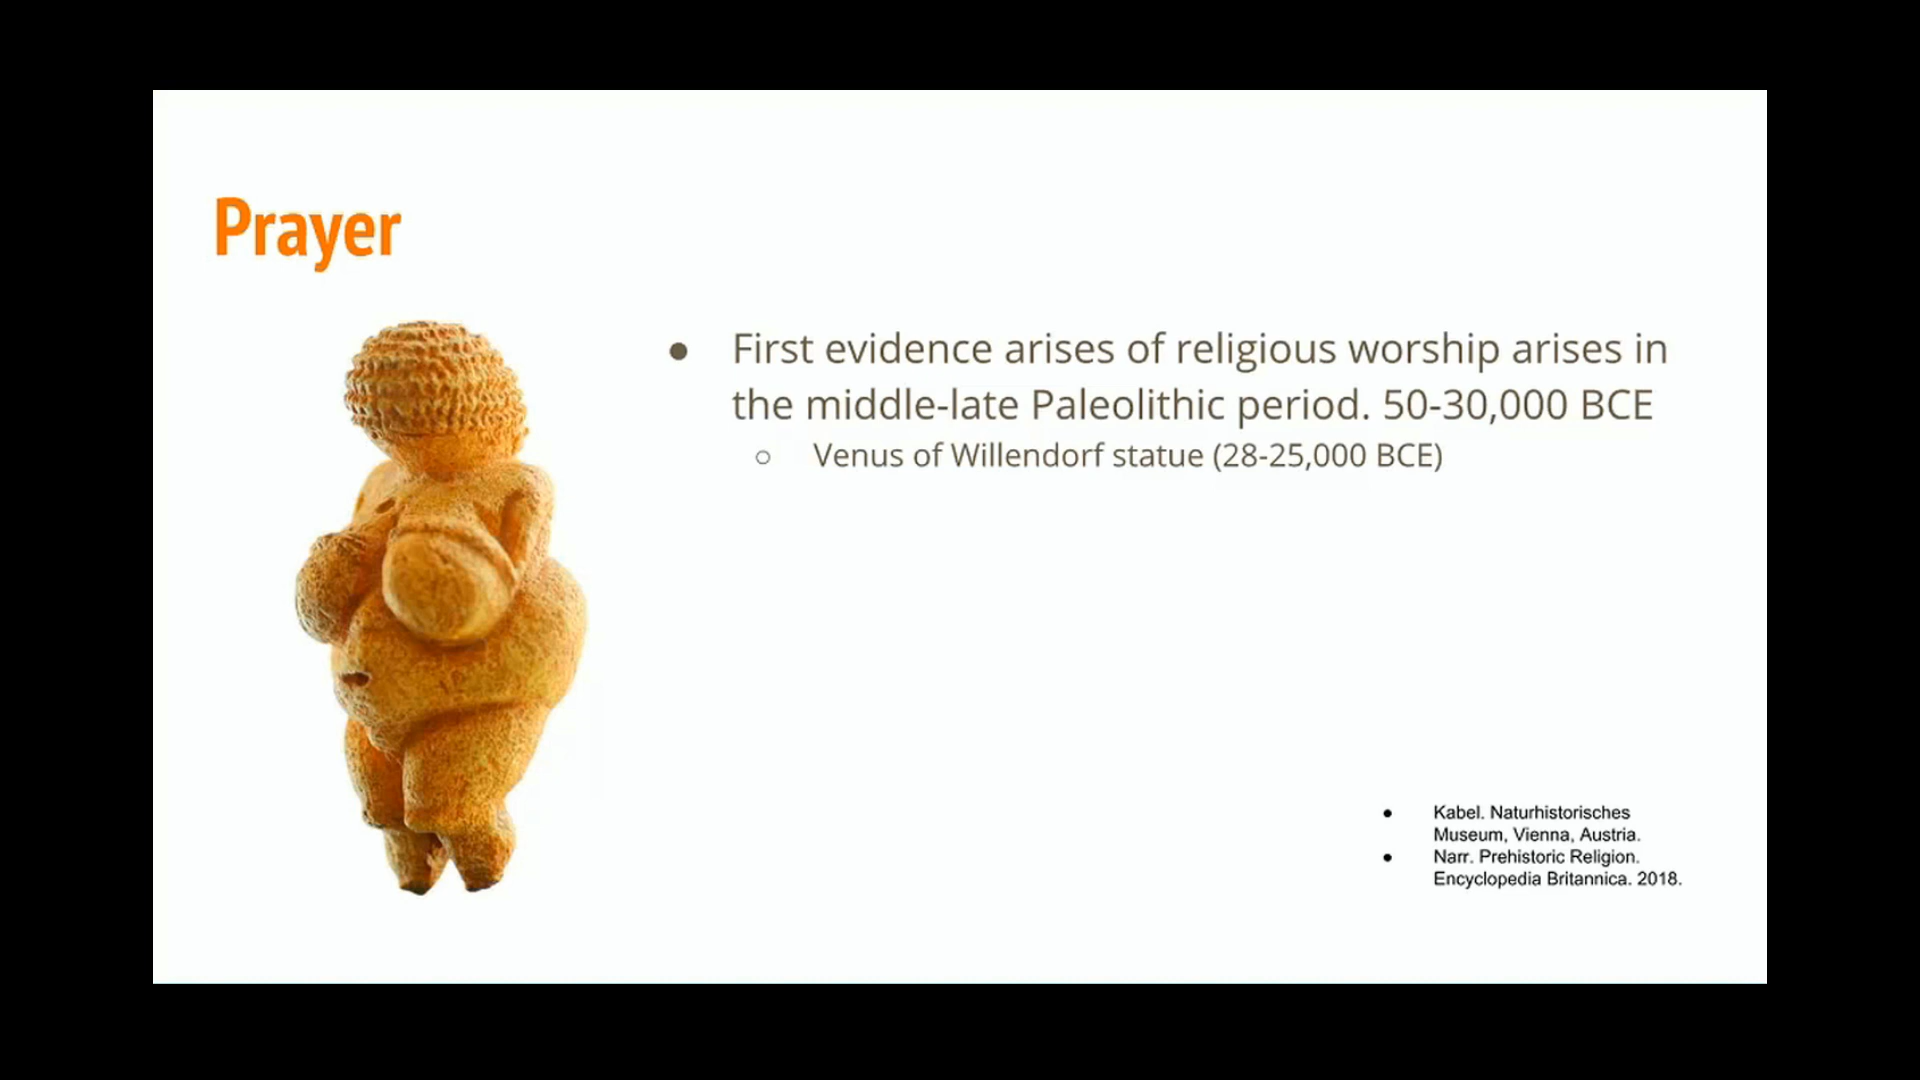 Prayer
● First evidence arises of religious worship arises in
the middle-late Paleolithic period. 50-30,000 BCE
○ Venus of Willendorf statue (28-25,000 BCE)
● Kabel. Naturhistorisches
Museum, Vienna, Austria.
● Narr. Prehistoric Religion.
Encyclopedia Britannica. 2018.